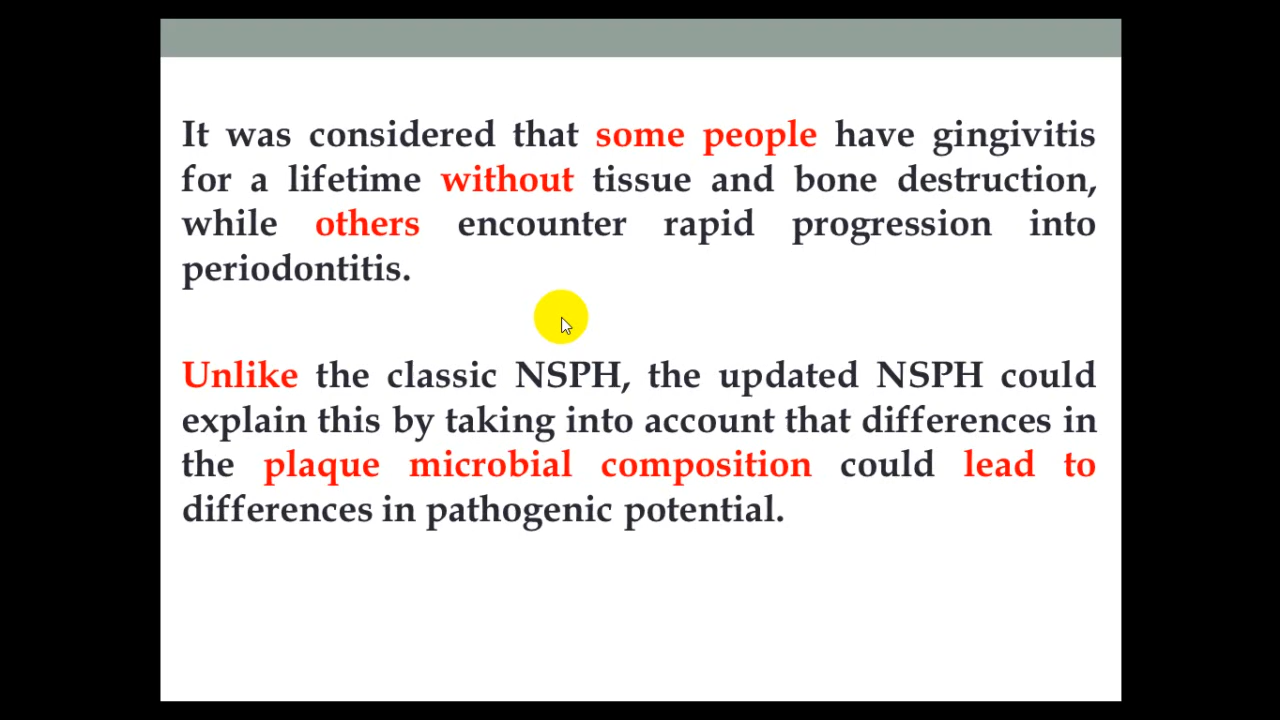 It was considered that some people have gingivitis
for a lifetime without tissue and bone destruction,
while others encounter rapid progression into
periodontitis.
Unlike the classic NSPH, the updated NSPH could
explain this by taking into account that differences in
the plaque microbial composition could lead to
differences in pathogenic potential.